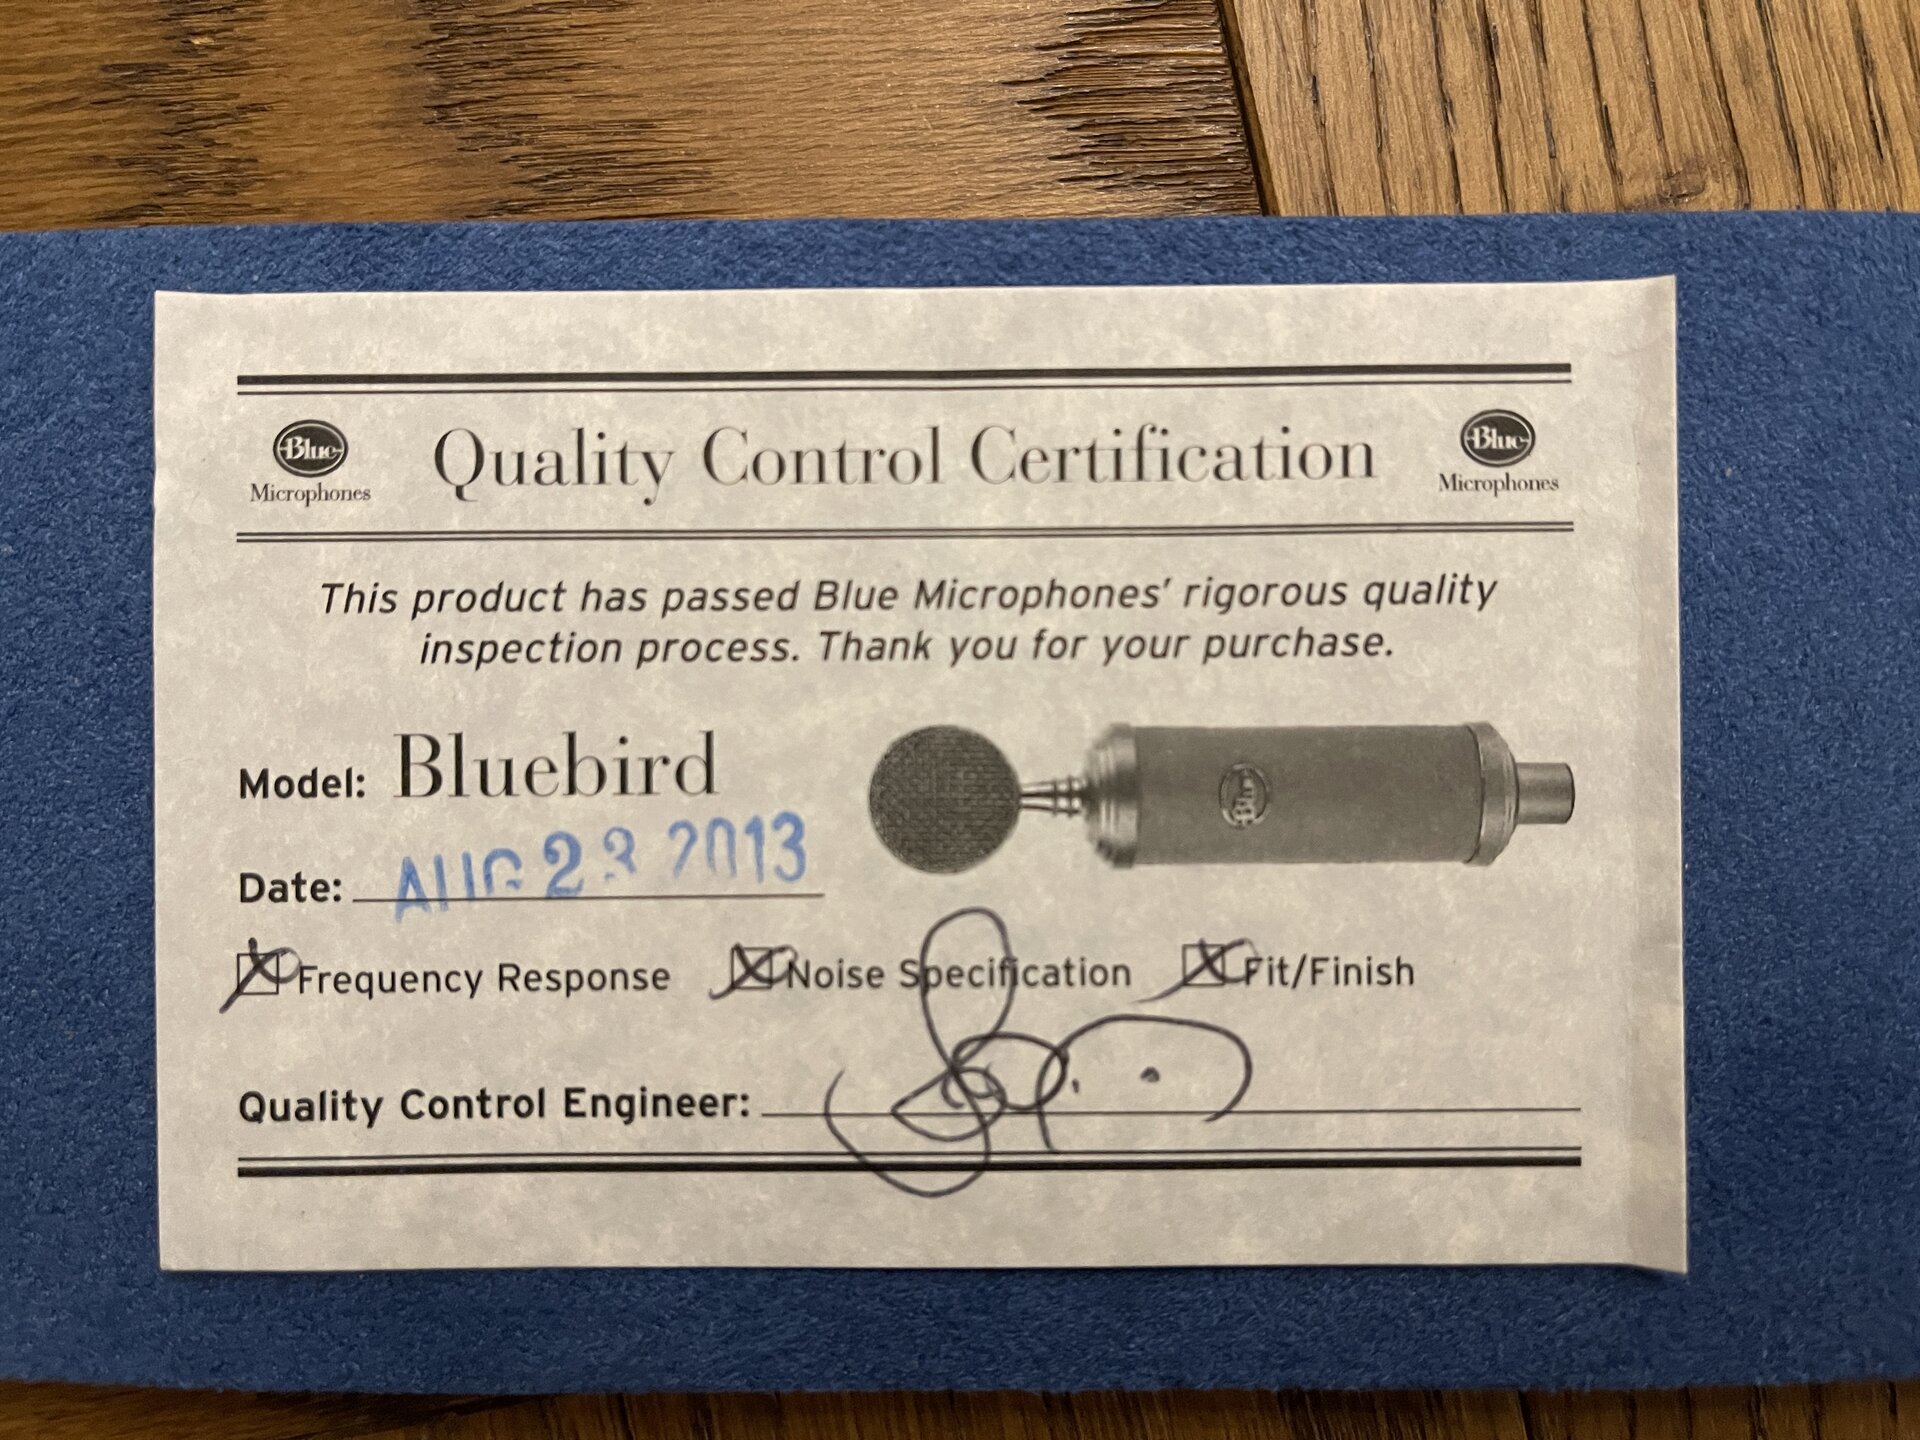 Blue
Microphones
Quality Control Certification
Blue
Microphones
This product has passed Blue Microphones' rigorous quality
inspection process. Thank you for your purchase.
Model: Bluebird
Blue
Date: AUG 23 2013
Frequency Response Noise Specification Fit/Finish
Quality Control Engineer: